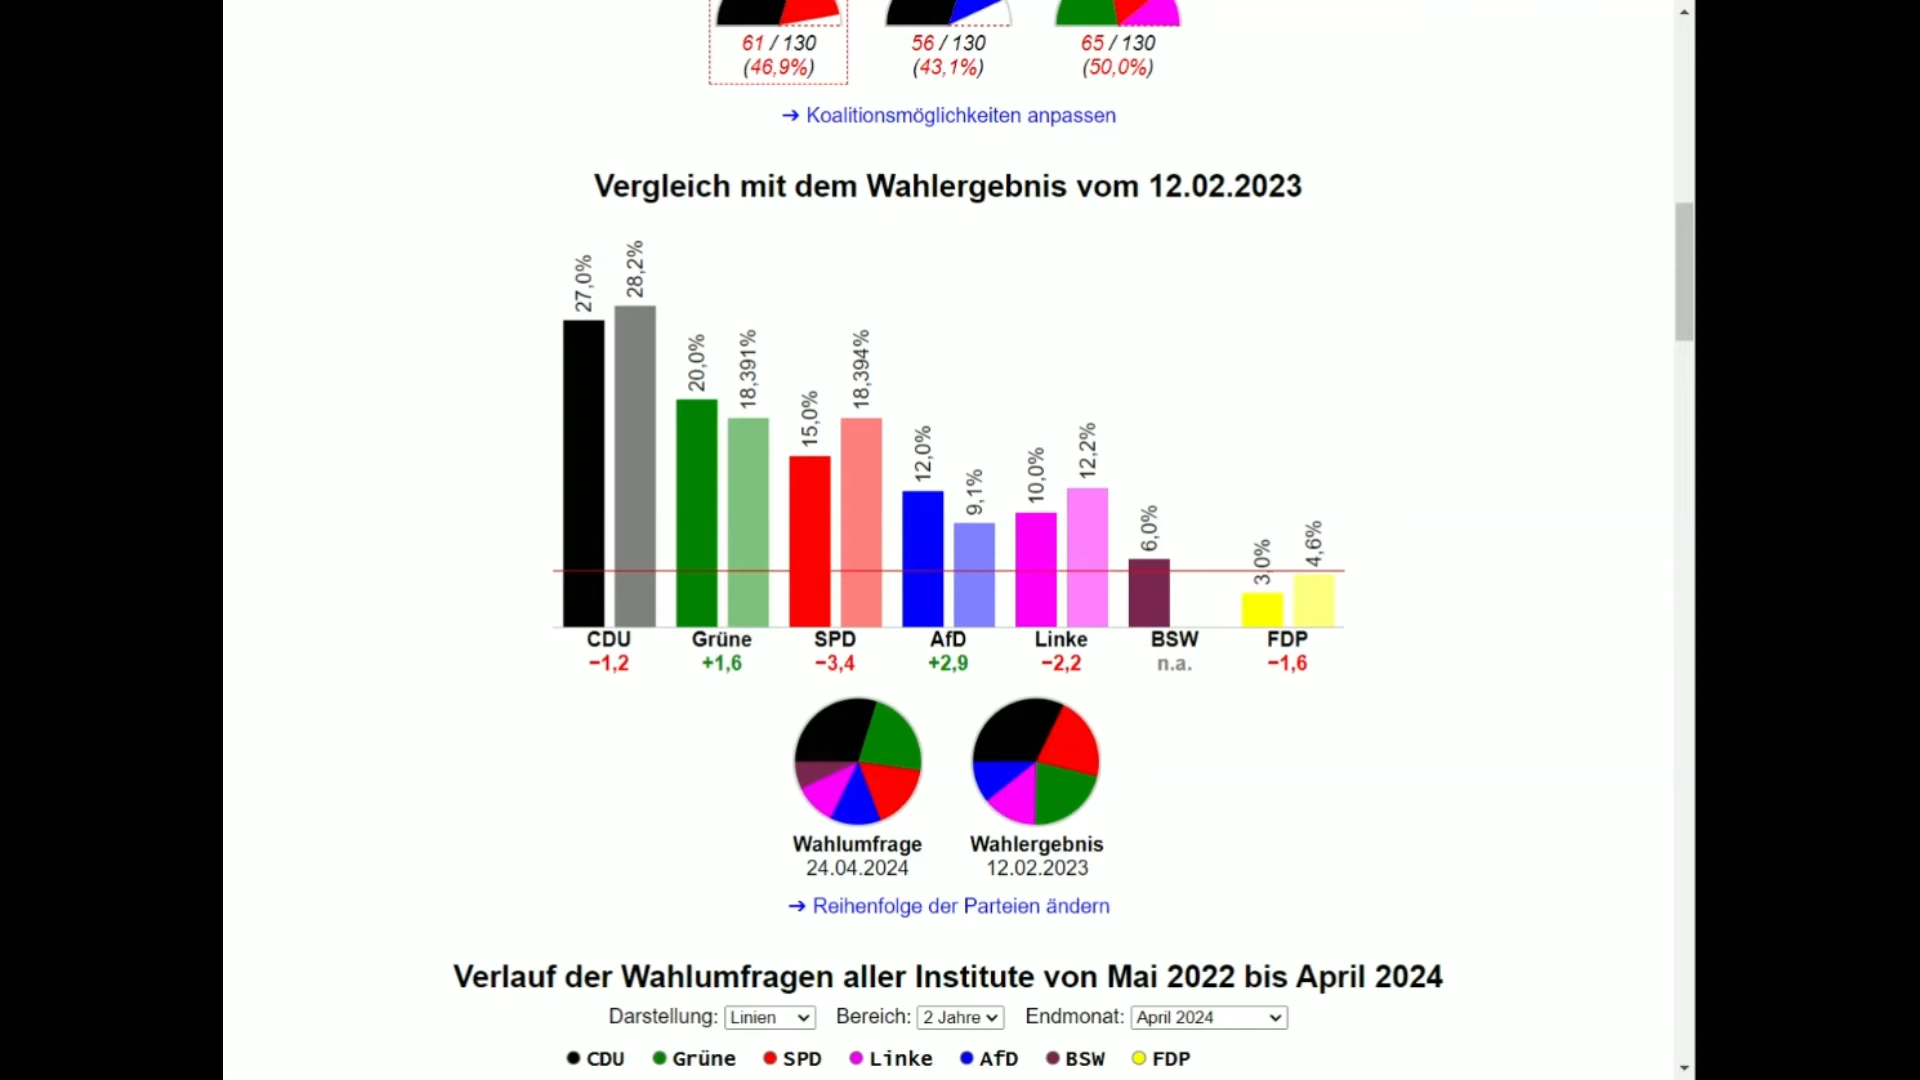 61 / 130
(46,9%)
56 / 130
(43,1%)
65 / 130
(50,0%)
➔ Koalitionsmöglichkeiten anpassen
Vergleich mit dem Wahlergebnis vom 12.02.2023
27,0%
28,2%
20,0%
18,391%
15,0%
18,394%
12,0%
9,1%
10,0%
12,2%
6,0%
3,0%
4,6%
CDU
−1,2
Grüne
+1,6
SPD
−3,4
AfD
+2,9
Linke
−2,2
BSW
n.a.
FDP
−1,6
Wahlumfrage
24.04.2024
Wahlergebnis
12.02.2023
➔ Reihenfolge der Parteien ändern
Verlauf der Wahlumfragen aller Institute von Mai 2022 bis April 2024
Darstellung: Linien Bereich: 2 Jahre Endmonat: April 2024
CDU Grüne SPD Linke AfD BSW FDP